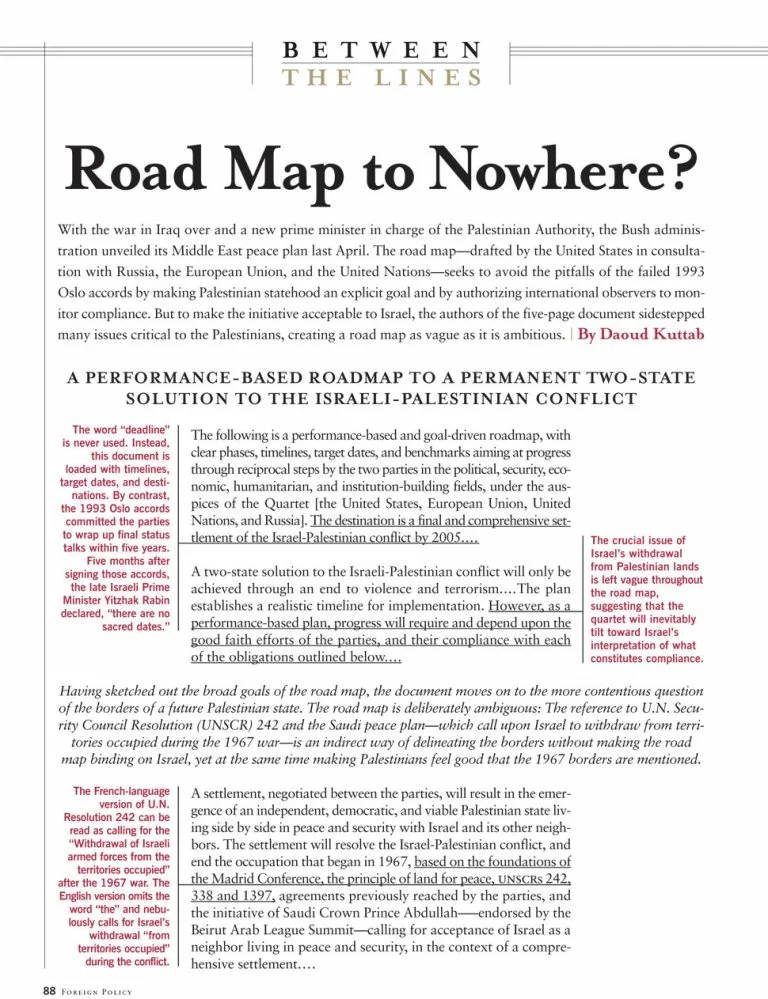 BETWEEN
THE LINES
Road Map to Nowhere?
With the war in Iraq over and a new prime minister in charge of the Palestinian Authority, the Bush adminis-
tration unveiled its Middle East peace plan last April. The road map—drafted by the United States in consulta-
tion with Russia, the European Union, and the United Nations—seeks to avoid the pitfalls of the failed 1993
Oslo accords by making Palestinian statehood an explicit goal and by authorizing international observers to mon-
itor compliance. But to make the initiative acceptable to Israel, the authors of the five-page document sidestepped
many issues critical to the Palestinians, creating a road map as vague as it is ambitious. | By Daoud Kuttab
A PERFORMANCE-BASED ROADMAP TO A PERMANENT TWO-STATE
SOLUTION TO THE ISRAELI-PALESTINIAN CONFLICT
The word “deadline”
is never used. Instead,
this document is
loaded with timelines,
target dates, and desti-
nations. By contrast,
the 1993 Oslo accords
committed the parties
to wrap up final status
talks within five years.
Five months after
signing those accords,
the late Israeli Prime
Minister Yitzhak Rabin
declared, “there are no
sacred dates.”
The following is a performance-based and goal-driven roadmap, with
clear phases, timelines, target dates, and benchmarks aiming at progress
through reciprocal steps by the two parties in the political, security, eco-
nomic, humanitarian, and institution-building fields, under the aus-
pices of the Quartet [the United States, European Union, United
Nations, and Russia]. The destination is a final and comprehensive set-
tlement of the Israel-Palestinian conflict by 2005....
A two-state solution to the Israeli-Palestinian conflict will only be
achieved through an end to violence and terrorism....The plan
establishes a realistic timeline for implementation. However, as a
performance-based plan, progress will require and depend upon the
good faith efforts of the parties, and their compliance with each
of the obligations outlined below....
The crucial issue of
Israel’s withdrawal
from Palestinian lands
is left vague throughout
the road map,
suggesting that the
quartet will inevitably
tilt toward Israel’s
interpretation of what
constitutes compliance.
Having sketched out the broad goals of the road map, the document moves on to the more contentious question
of the borders of a future Palestinian state. The road map is deliberately ambiguous: The reference to U.N. Secu-
rity Council Resolution (UNSCR) 242 and the Saudi peace plan—which call upon Israel to withdraw from terri-
tories occupied during the 1967 war—is an indirect way of delineating the borders without making the road
map binding on Israel, yet at the same time making Palestinians feel good that the 1967 borders are mentioned.
The French-language
version of U.N.
Resolution 242 can be
read as calling for the
“Withdrawal of Israeli
armed forces from the
territories occupied”
after the 1967 war. The
English version omits the
word “the” and nebu-
lously calls for Israel’s
withdrawal “from
territories occupied”
during the conflict.
A settlement, negotiated between the parties, will result in the emer-
gence of an independent, democratic, and viable Palestinian state liv-
ing side by side in peace and security with Israel and its other neigh-
bors. The settlement will resolve the Israel-Palestinian conflict, and
end the occupation that began in 1967, based on the foundations of
the Madrid Conference, the principle of land for peace, UNSCRs 242,
338 and 1397, agreements previously reached by the parties, and
the initiative of Saudi Crown Prince Abdullah—–endorsed by the
Beirut Arab League Summit—calling for acceptance of Israel as a
neighbor living in peace and security, in the context of a compre-
hensive settlement....
88 FOREIGN POLICY